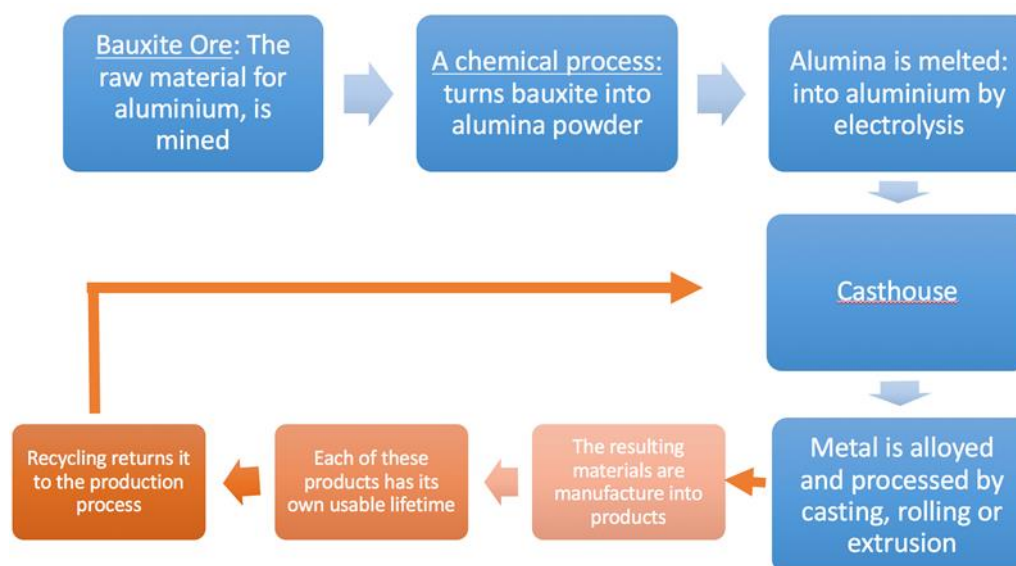 Bauxite Ore: The
raw material for
aluminium, is
mined
A chemical process:
turns bauxite into
alumina powder
Alumina is melted:
into aluminium by
electrolysis
Casthouse
Metal is alloyed
and processed by
casting, rolling or
extrusion
The resulting
materials are
manufacture into
products
Each of these
products has its
own usable lifetime
Recycling returns it
to the production
process